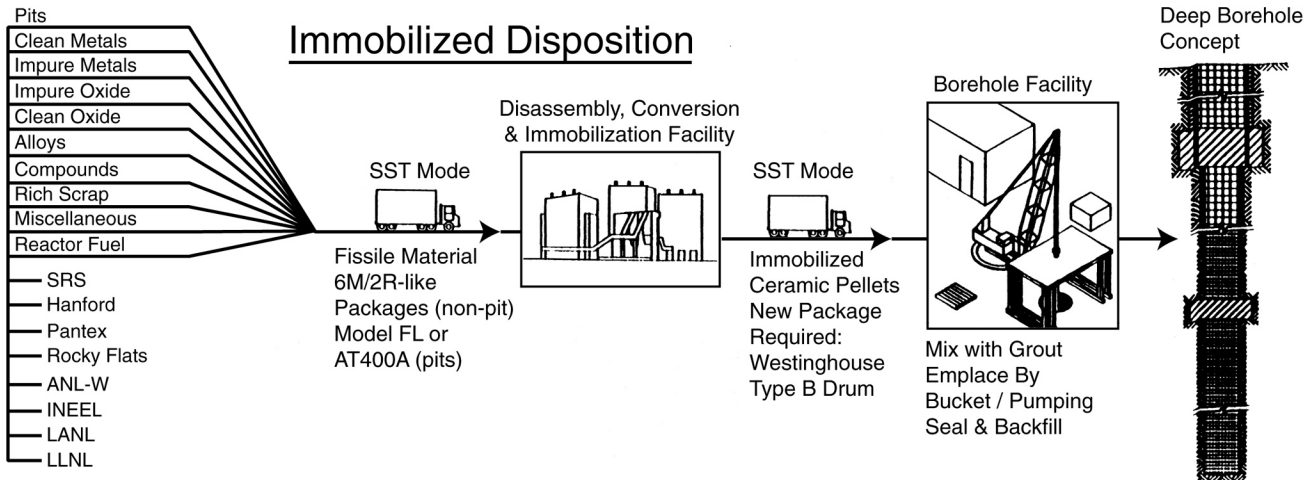 Immobilized Disposition
Pits
Clean Metals
Impure Metals
Impure Oxide
Clean Oxide
Alloys
Compounds
Rich Scrap
Miscellaneous
Reactor Fuel
SRS
Hanford
Pantex
Rocky Flats
ANL-W
INEEL
LANL
LLNL
SST Mode
Fissile Material
6M/2R-like
Packages (non-pit)
Model FL or
AT400A (pits)
Disassembly, Conversion
& Immobilization Facility
SST Mode
Immobilized
Ceramic Pellets
New Package
Required:
Westinghouse
Type B Drum
Borehole Facility
Mix with Grout
Emplace By
Bucket / Pumping
Seal & Backfill
Deep Borehole
Concept